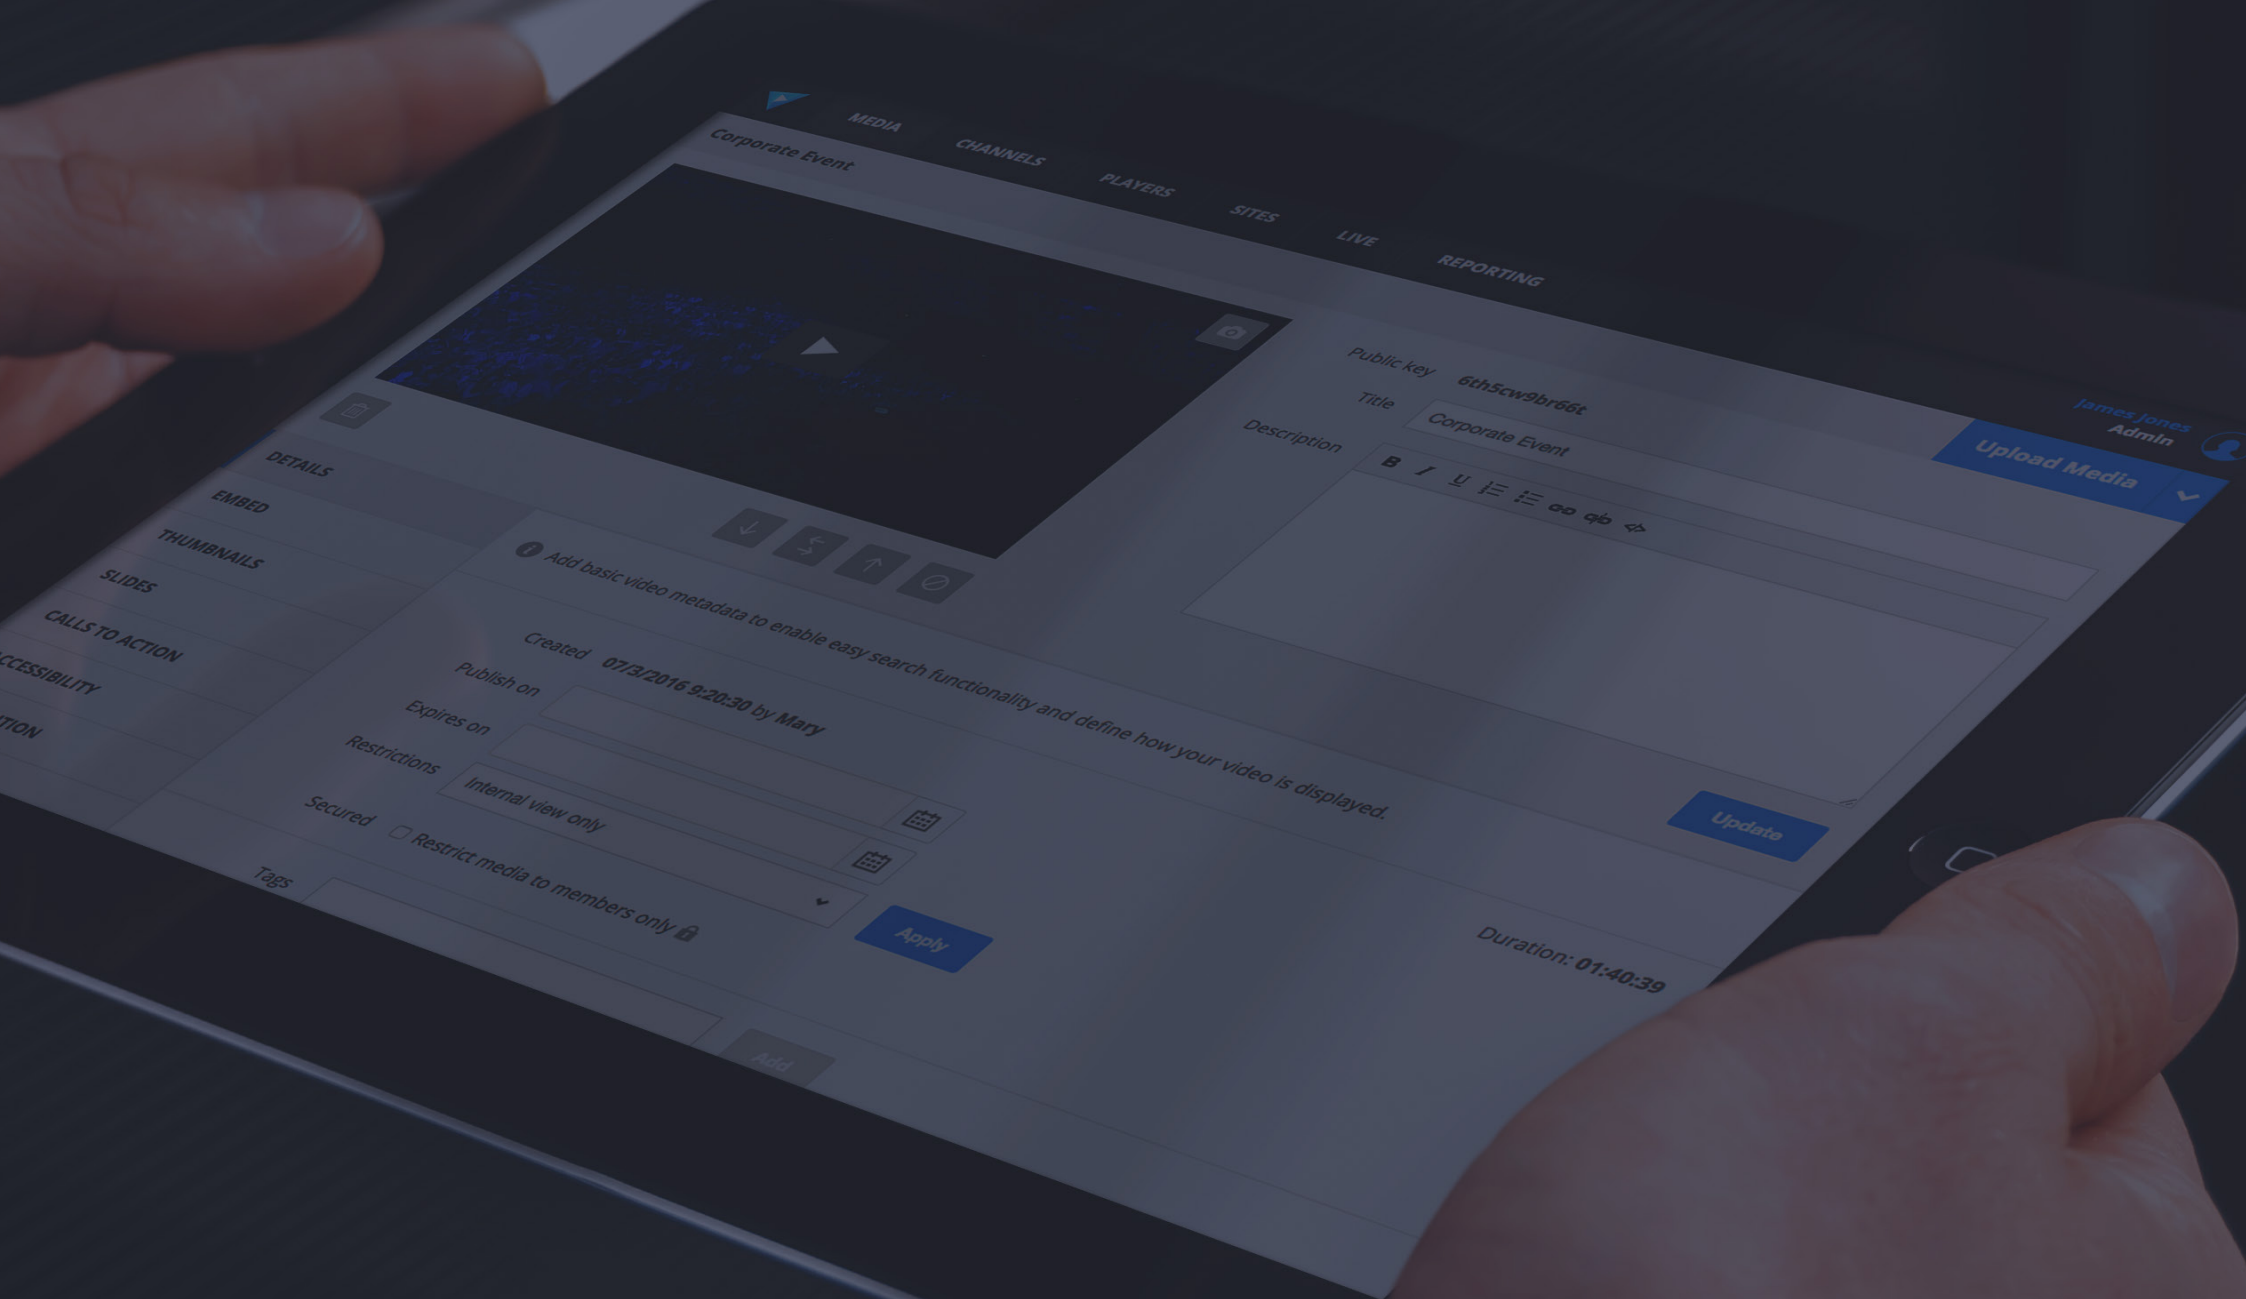 MEDIA
CHANNELS
PLAYERS
SITES
LIVE
REPORTING
James Jones
Admin
Upload Media
Corporate Event
Public key 6th5cw9br66t
Title Corporate Event
Description
B I U
Update
DETAILS
EMBED
THUMBNAILS
SLIDES
CALLS TO ACTION
CCESSIBILITY
TION
Add basic video metadata to enable easy search functionality and define how your video is displayed.
Created 07/3/2016 9:20:30 by Mary
Publish on
Expires on
Restrictions Internal view only
Secured Restrict media to members only
Apply
Duration: 01:40:39
Tags
Add